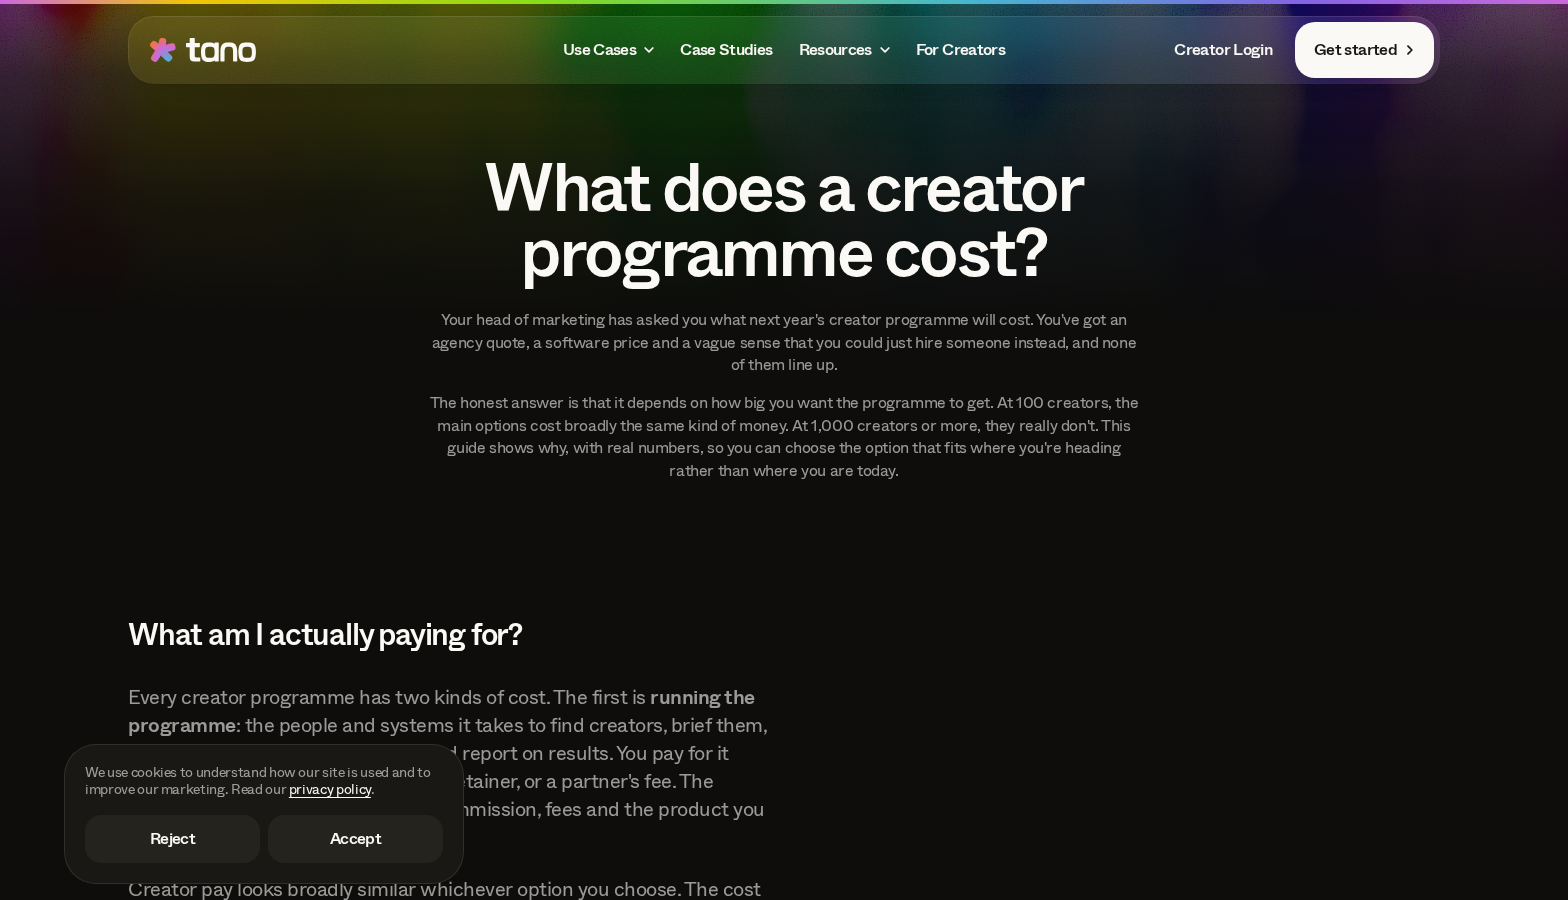 tano
Use Cases
Case Studies
Resources
For Creators
Creator Login
Get started
What does a creator
programme cost?
Your head of marketing has asked you what next year's creator programme will cost. You've got an
agency quote, a software price and a vague sense that you could just hire someone instead, and none
of them line up.
The honest answer is that it depends on how big you want the programme to get. At 100 creators, the
main options cost broadly the same kind of money. At 1,000 creators or more, they really don't. This
guide shows why, with real numbers, so you can choose the option that fits where you're heading
rather than where you are today.
What am I actually paying for?
Every creator programme has two kinds of cost. The first is running the
programme: the people and systems it takes to find creators, brief them,
report on results. You pay for it
etainer, or a partner's fee. The
fees and the product you
We use cookies to understand how our site is used and to
improve our marketing. Read our privacy policy.
Reject
Accept
Creator pay looks broadly similar whichever option you choose. The cost